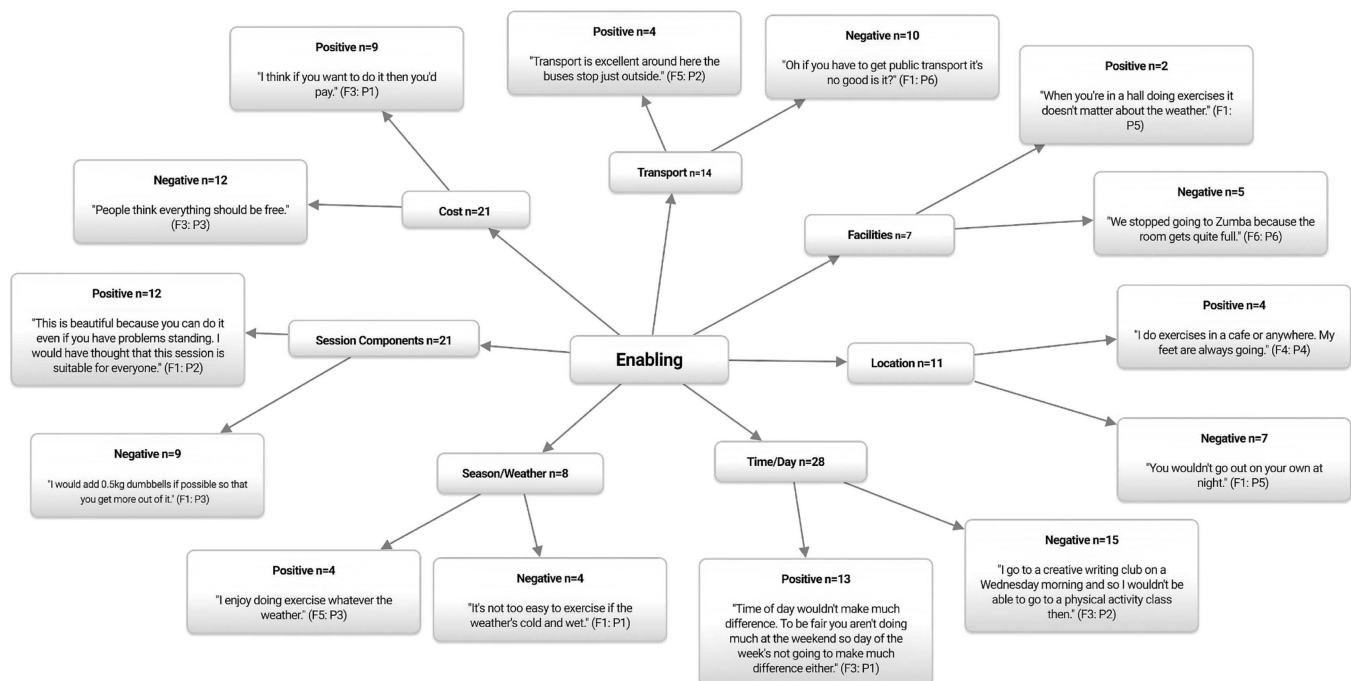 Positive n=9
"I think if you want to do it then you'd
pay." (F3: P1)
Positive n=4
"Transport is excellent around here the
buses stop just outside." (F5: P2)
Negative n=10
"Oh if you have to get public transport it's
no good is it?" (F1: P6)
Positive n=2
"When you're in a hall doing exercises it
doesn't matter about the weather." (F1:
P5)
Negative n=12
"People think everything should be free."
(F3: P3)
Cost n=21
Transport n=14
Facilities n=7
Negative n=5
"We stopped going to Zumba because the
room gets quite full." (F6: P6)
Positive n=12
"This is beautiful because you can do it
even if you have problems standing. I
would have thought that this session is
suitable for everyone." (F1: P2)
Session Components n=21
Enabling
Location n=11
Positive n=4
"I do exercises in a cafe or anywhere. My
feet are always going." (F4: P4)
Negative n=9
"I would add 0.5kg dumbbells if possible so that
you get more out of it." (F1: P3)
Season/Weather n=8
Time/Day n=28
Negative n=7
"You wouldn't go out on your own at
night." (F1: P5)
Positive n=4
"I enjoy doing exercise whatever the
weather." (F5: P3)
Negative n=4
"It's not too easy to exercise if the
weather's cold and wet." (F1: P1)
Positive n=13
"Time of day wouldn't make much
difference. To be fair you aren't doing
much at the weekend so day of the
week's not going to make much
difference either." (F3: P1)
Negative n=15
"I go to a creative writing club on a
Wednesday morning and so I wouldn't be
able to go to a physical activity class
then." (F3: P2)